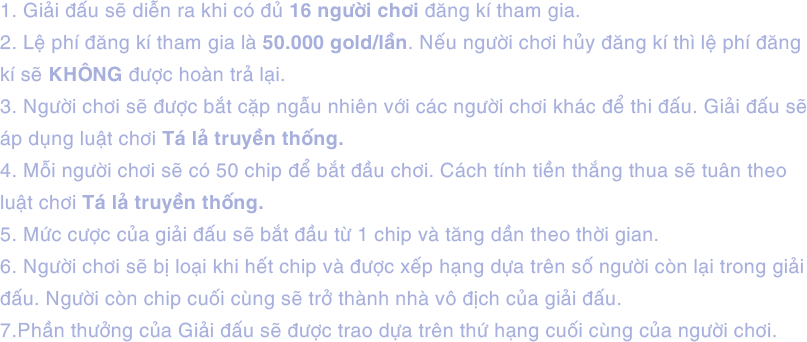 1. Giải đấu sẽ diễn ra khi có đủ 16 người chơi đăng kí tham gia.
2. Lệ phí đăng kí tham gia là 50.000 gold/lần. Nếu người chơi hủy đăng kí thì lệ phí đăng
kí sẽ KHÔNG được hoàn trả lại.
3. Người chơi sẽ được bắt cặp ngẫu nhiên với các người chơi khác để thi đấu. Giải đấu sẽ
áp dụng luật chơi Tá lả truyền thống.
4. Mỗi người chơi sẽ có 50 chip để bắt đầu chơi. Cách tính tiền thắng thua sẽ tuân theo
luật chơi Tá lả truyền thống.
5. Mức cược của giải đấu sẽ bắt đầu từ 1 chip và tăng dần theo thời gian.
6. Người chơi sẽ bị loại khi hết chip và được xếp hạng dựa trên số người còn lại trong giải
đấu. Người còn chip cuối cùng sẽ trở thành nhà vô địch của giải đấu.
7.Phần thưởng của Giải đấu sẽ được trao dựa trên thứ hạng cuối cùng của người chơi.